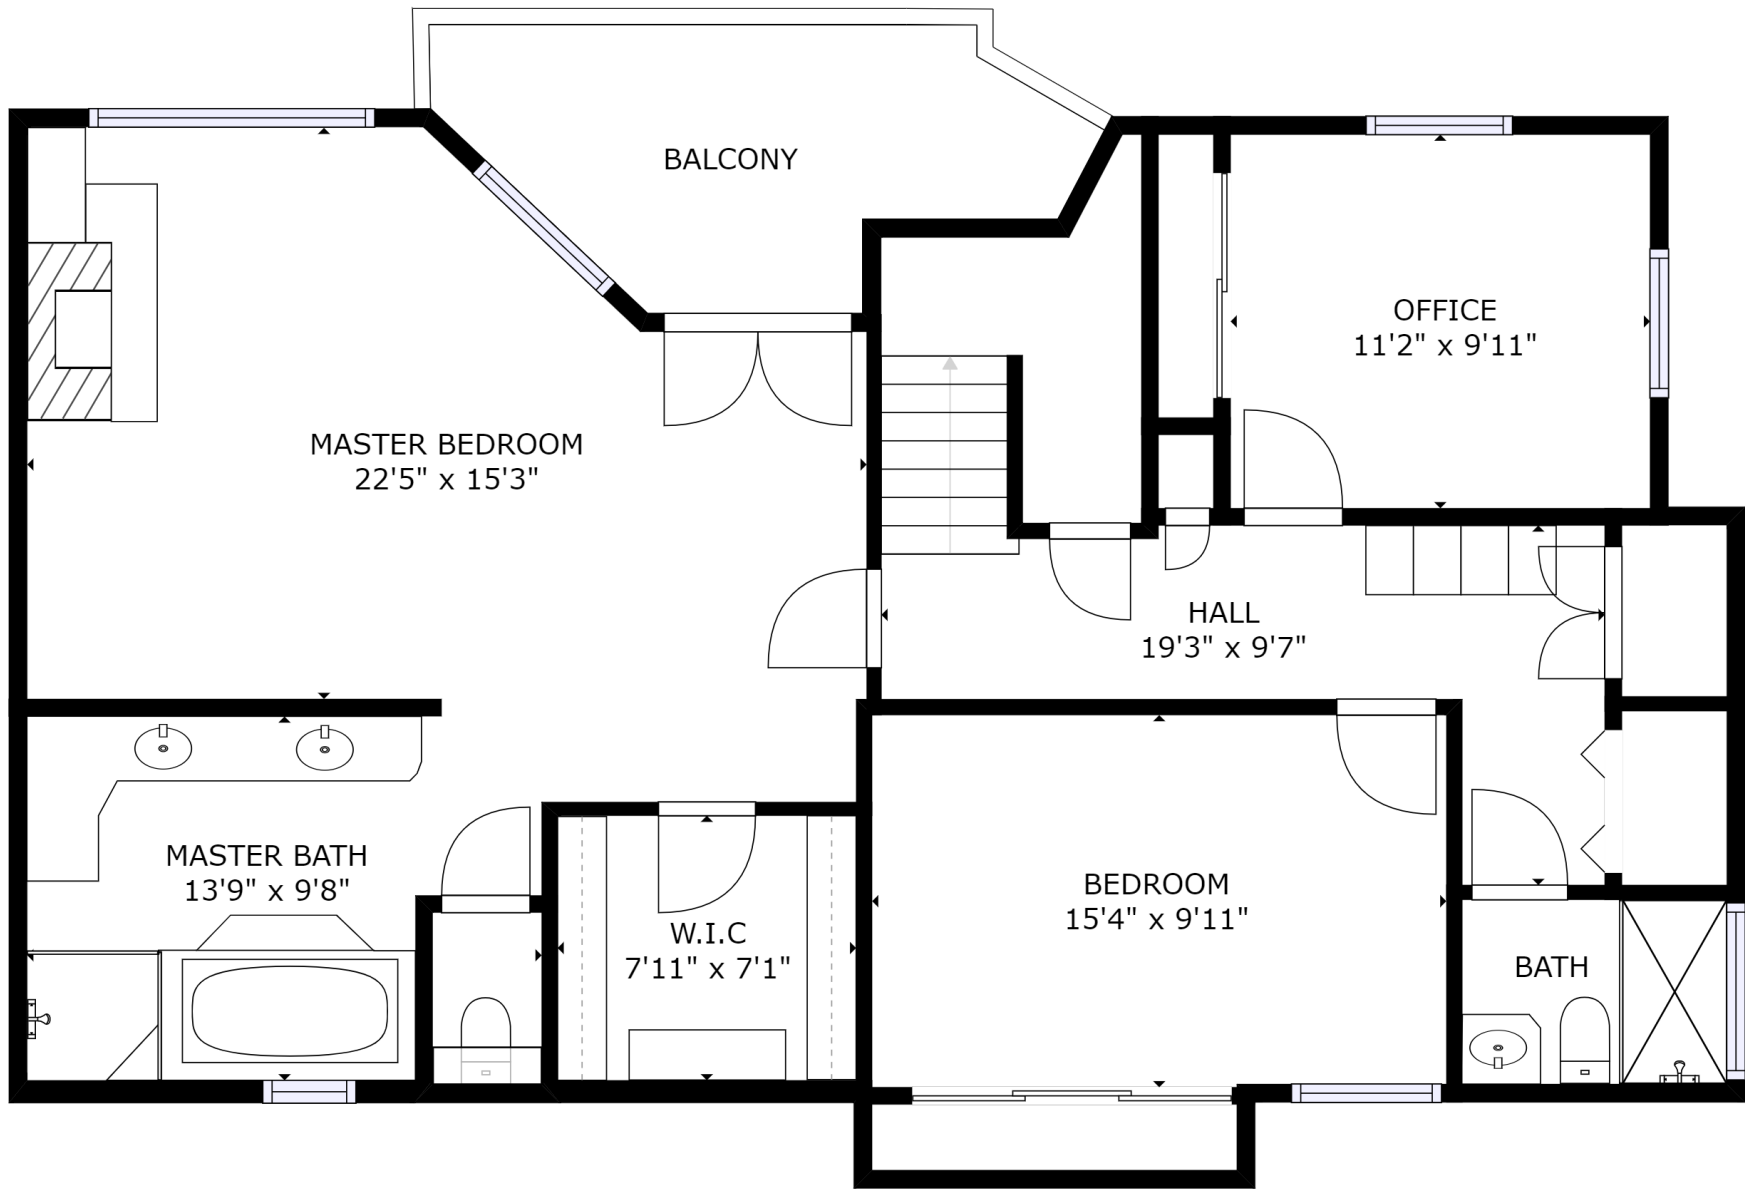 BALCONY
OFFICE
11'2" x 9'11"
MASTER BEDROOM
22'5" x 15'3"
HALL
19'3" x 9'7"
MASTER BATH
13'9" x 9'8"
BEDROOM
15'4" x 9'11"
W.I.C
7'11" x 7'1"
BATH